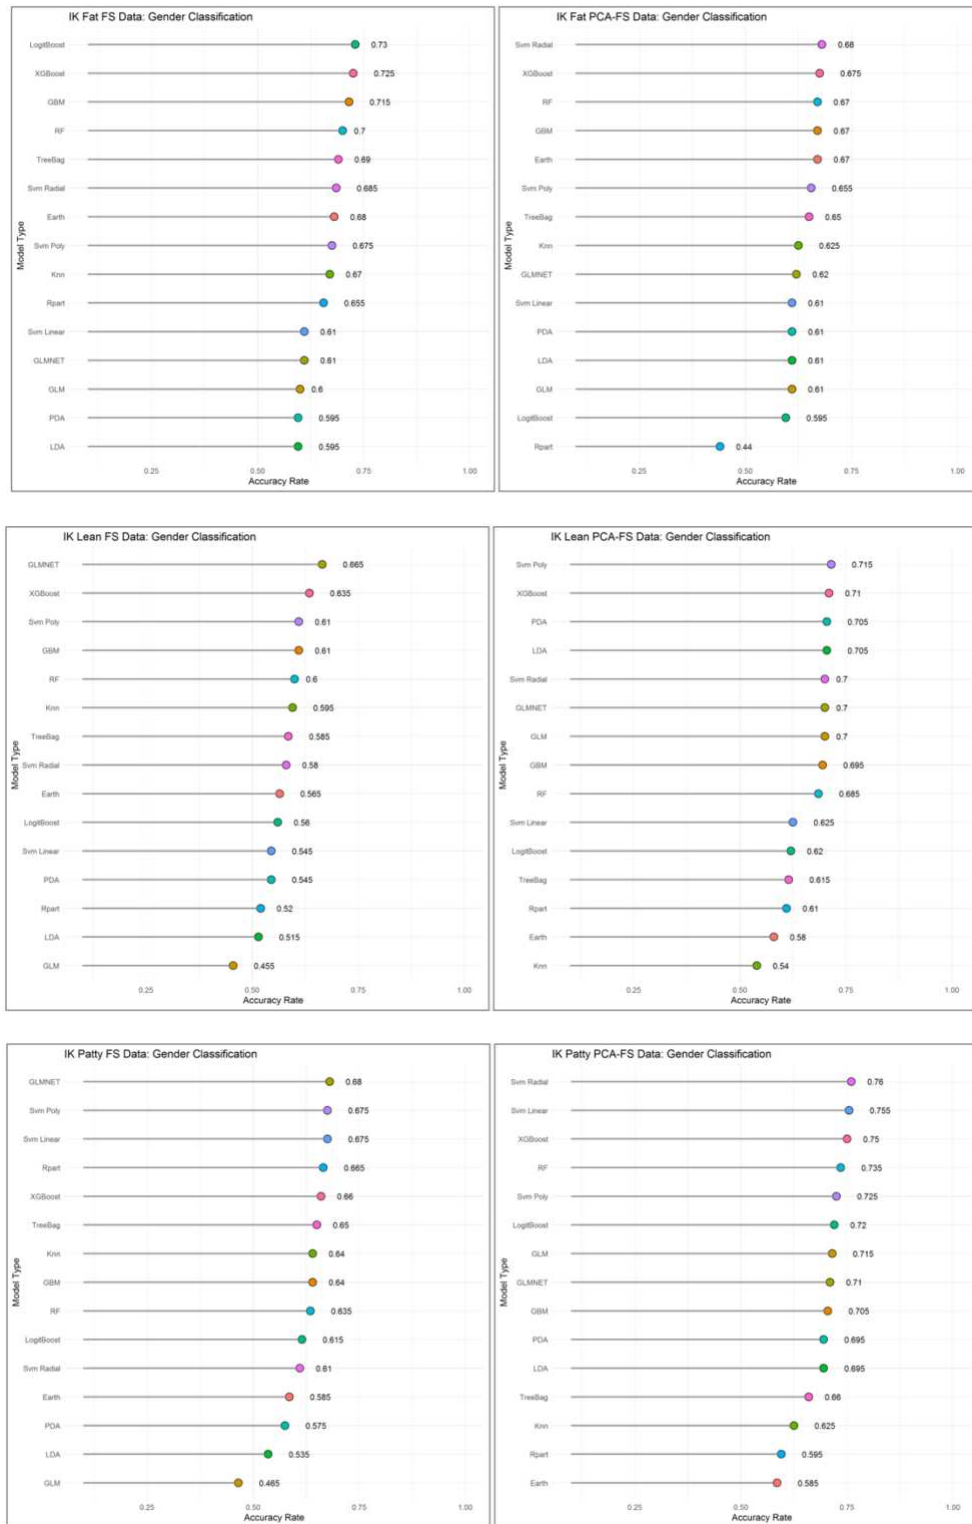 IK Fat FS Data: Gender Classification
Model Type
LogitBoost 0.73
XGBoost 0.725
GBM 0.715
RF 0.7
TreeBag 0.69
Svm Radial 0.685
Earth 0.68
Svm Poly 0.675
Knn 0.67
Rpart 0.655
Svm Linear 0.61
GLMNET 0.61
GLM 0.6
PDA 0.595
LDA 0.595
0.25 0.50 0.75 1.00
Accuracy Rate
IK Fat PCA-FS Data: Gender Classification
Model Type
Svm Radial 0.68
XGBoost 0.675
RF 0.67
GBM 0.67
Earth 0.67
Svm Poly 0.655
TreeBag 0.65
Knn 0.625
GLMNET 0.62
Svm Linear 0.61
PDA 0.61
LDA 0.61
GLM 0.61
LogitBoost 0.595
Rpart 0.44
0.25 0.50 0.75 1.00
Accuracy Rate
IK Lean FS Data: Gender Classification
Model Type
GLMNET 0.665
XGBoost 0.635
Svm Poly 0.61
GBM 0.61
RF 0.6
Knn 0.595
TreeBag 0.585
Svm Radial 0.58
Earth 0.565
LogitBoost 0.56
Svm Linear 0.545
PDA 0.545
Rpart 0.52
LDA 0.515
GLM 0.455
0.25 0.50 0.75 1.00
Accuracy Rate
IK Lean PCA-FS Data: Gender Classification
Model Type
Svm Poly 0.715
XGBoost 0.71
PDA 0.705
LDA 0.705
Svm Radial 0.7
GLMNET 0.7
GLM 0.7
GBM 0.695
RF 0.685
Svm Linear 0.625
LogitBoost 0.62
TreeBag 0.615
Rpart 0.61
Earth 0.58
Knn 0.54
0.25 0.50 0.75 1.00
Accuracy Rate
IK Patty FS Data: Gender Classification
Model Type
GLMNET 0.68
Svm Poly 0.675
Svm Linear 0.675
Rpart 0.665
XGBoost 0.66
TreeBag 0.65
Knn 0.64
GBM 0.64
RF 0.635
LogitBoost 0.615
Svm Radial 0.61
Earth 0.585
PDA 0.575
LDA 0.535
GLM 0.465
0.25 0.50 0.75 1.00
Accuracy Rate
IK Patty PCA-FS Data: Gender Classification
Model Type
Svm Radial 0.76
Svm Linear 0.755
XGBoost 0.75
RF 0.735
Svm Poly 0.725
LogitBoost 0.72
GLM 0.715
GLMNET 0.71
GBM 0.705
PDA 0.695
LDA 0.695
TreeBag 0.66
Knn 0.625
Rpart 0.595
Earth 0.585
0.25 0.50 0.75 1.00
Accuracy Rate